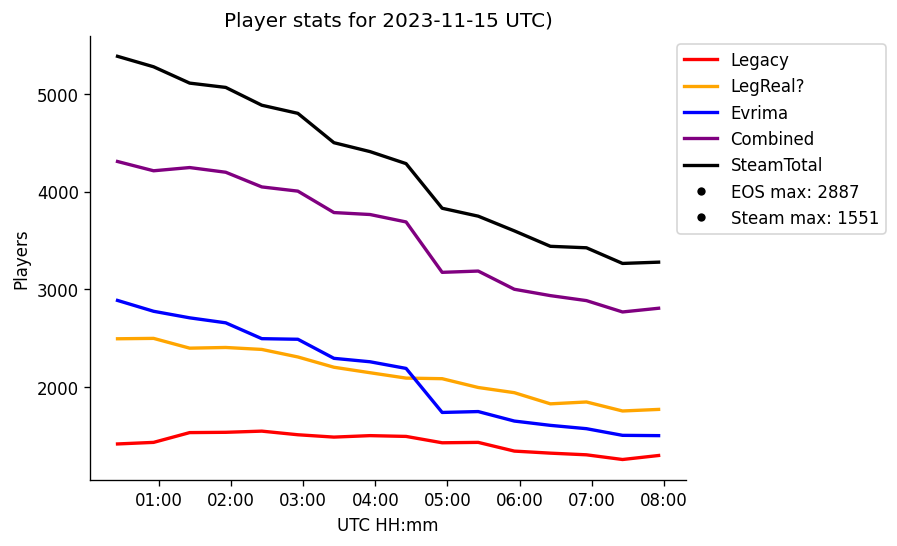 Player stats for 2023-11-15 UTC)
Legacy
LegReal?
Evrima
Combined
SteamTotal
EOS max: 2887
Steam max: 1551
5000
4000
3000
2000
Players
01:00 02:00 03:00 04:00 05:00 06:00 07:00 08:00
UTC HH:mm